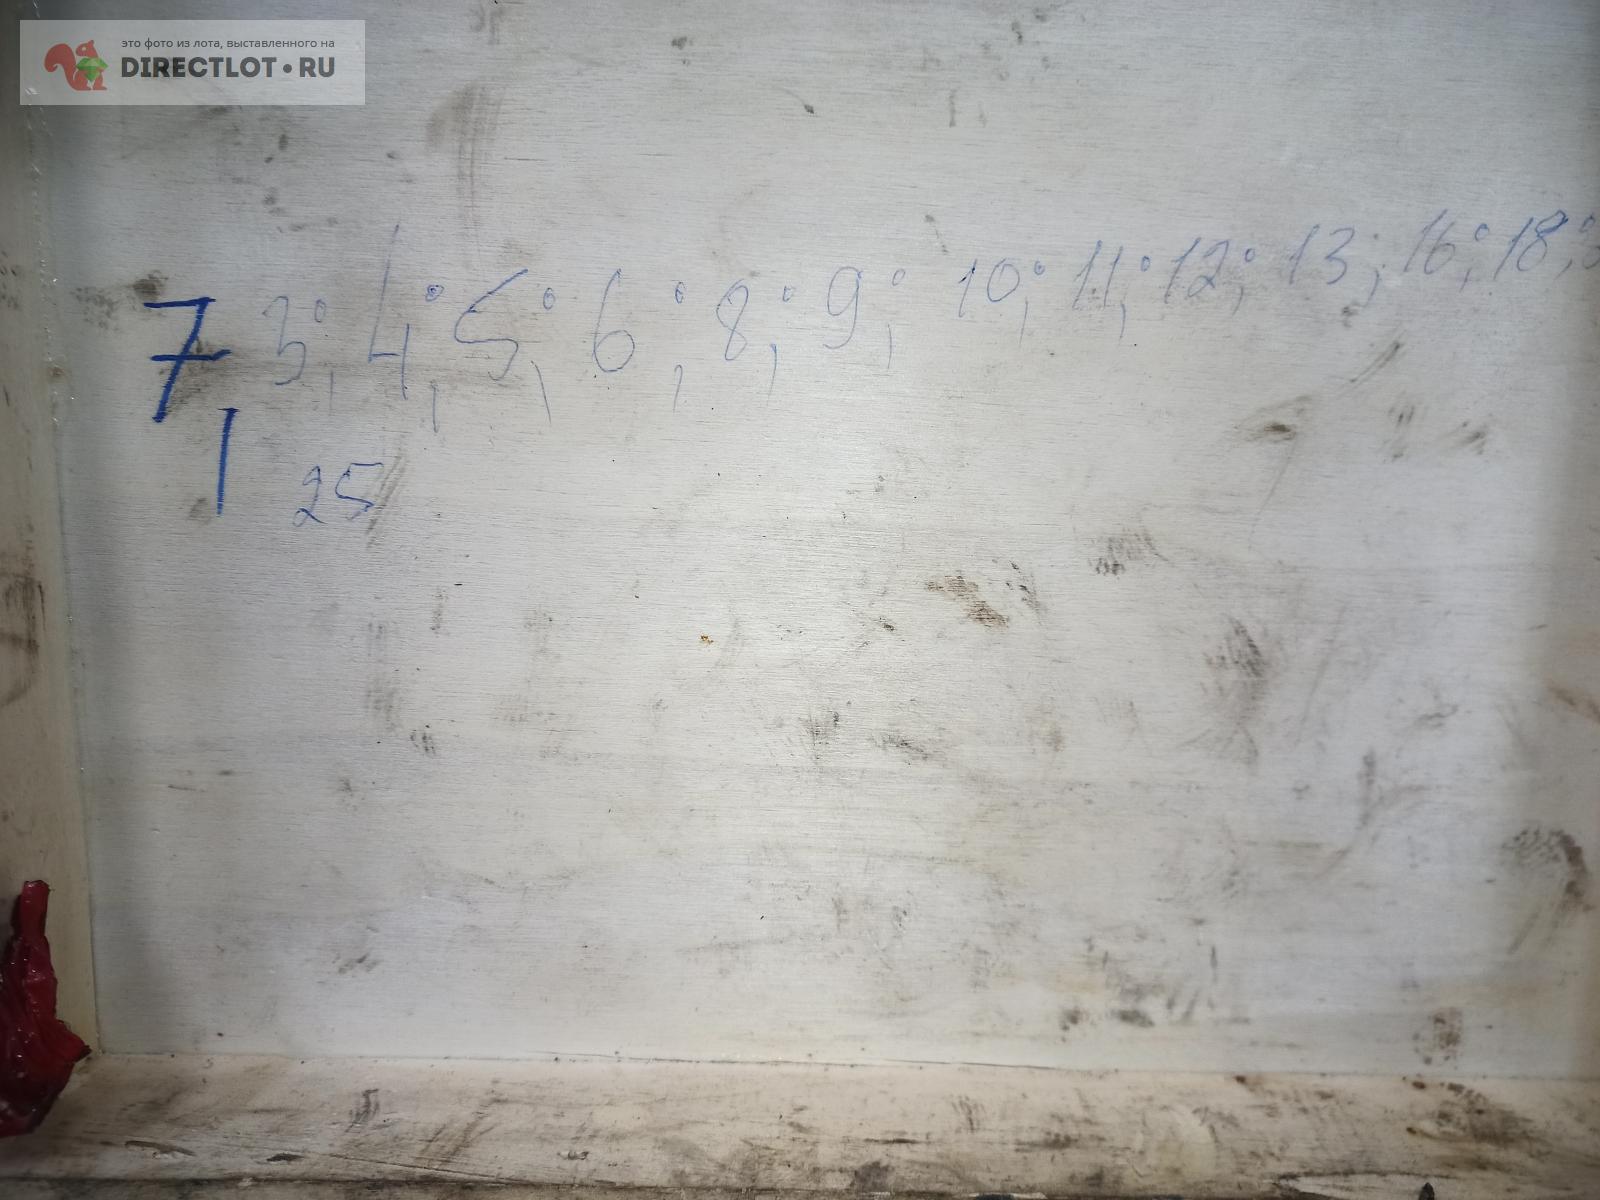 это фото из лота, выставленного на
DIRECTLOT.RU
7, 3; 4; 5; 6; 8; 9; 10; 11; 12; 13; 16; 18;
25